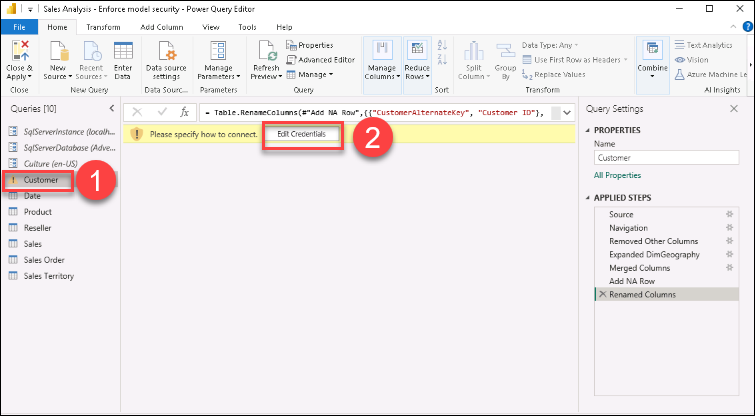 Sales Analysis - Enforce model security - Power Query Editor
File Home Transform Add Column View Tools Help
Close & Apply
New Source
Recent Sources
Enter Data
Data source settings
Manage Parameters
Refresh Preview
Properties
Advanced Editor
Manage
Manage Columns
Reduce Rows
Split Column
Group By
Data Type: Any
Use First Row as Headers
Replace Values
Combine
Text Analytics
Vision
Azure Machine Le
Close New Query Data Sourc... Parameters Query Sort Transform AI Insights
Queries [10]
SqlServerInstance (localh...
SqlServerDatabase (Adve...
Culture (en-US)
Customer
Date
Product
Reseller
Sales
Sales Order
Sales Territory
1
fx = Table.RenameColumns(#"Add NA Row",{{"CustomerAlternateKey", "Customer ID"},
Please specify how to connect. Edit Credentials
2
Query Settings
PROPERTIES
Name
Customer
All Properties
APPLIED STEPS
Source
Navigation
Removed Other Columns
Expanded DimGeography
Merged Columns
Add NA Row
Renamed Columns